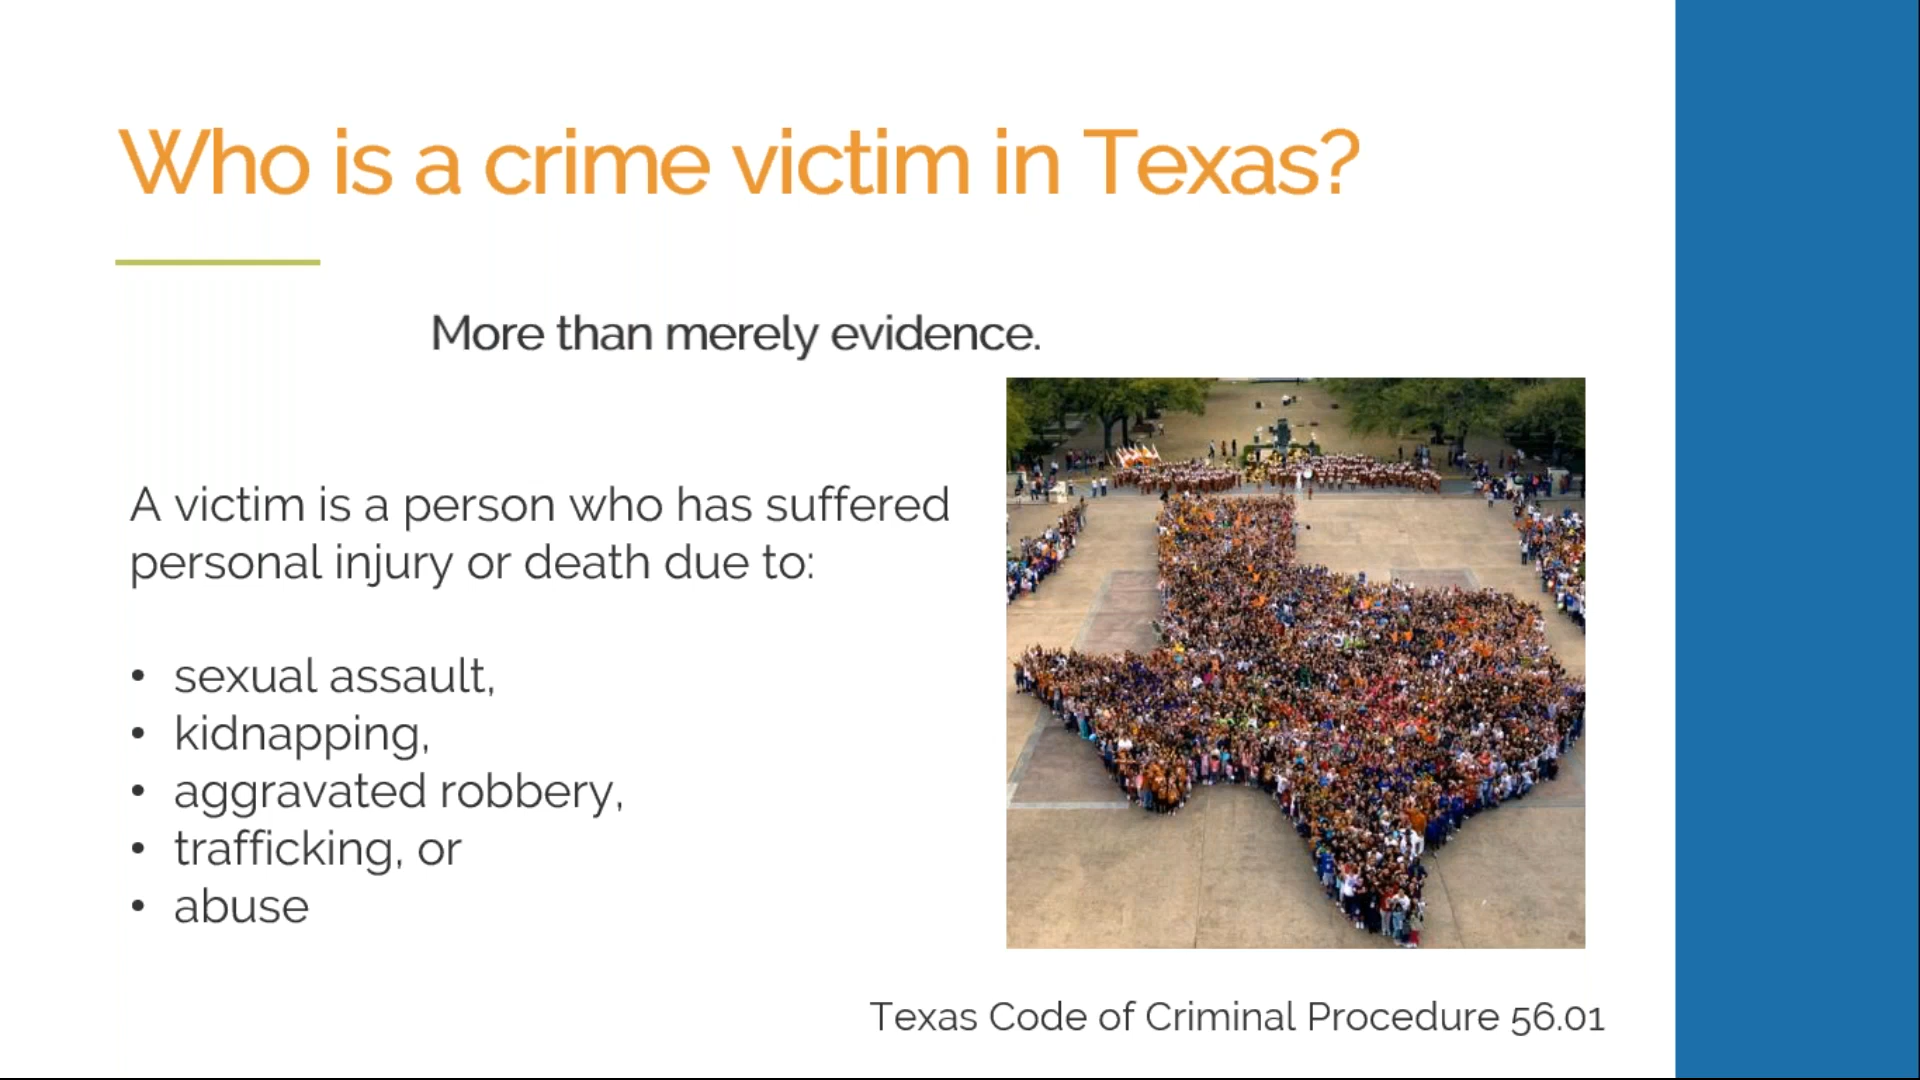 Who is a crime victim in Texas?
More than merely evidence.
A victim is a person who has suffered
personal injury or death due to:
• sexual assault,
• kidnapping,
• aggravated robbery,
• trafficking, or
• abuse
Texas Code of Criminal Procedure 56.01